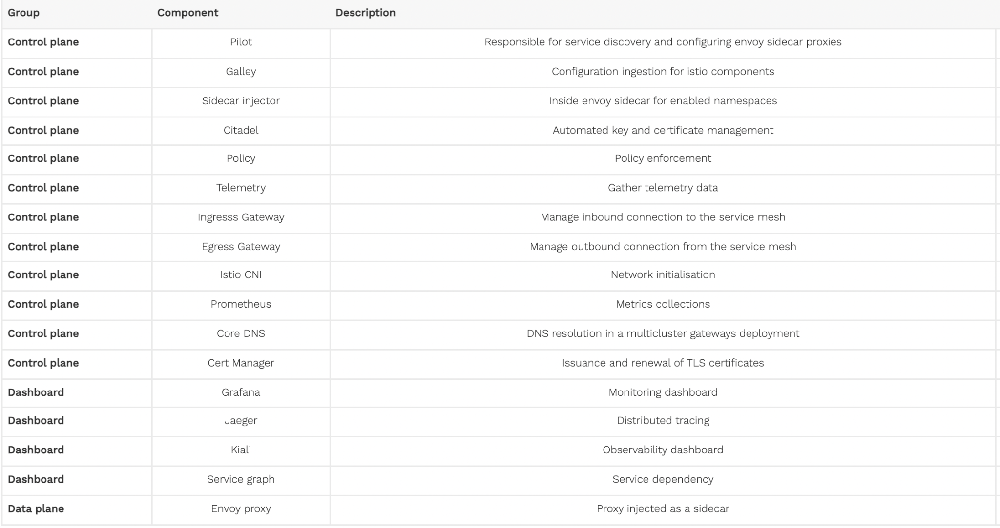 Group Component Description
Control plane Pilot Responsible for service discovery and configuring envoy sidecar proxies
Control plane Galley Configuration ingestion for istio components
Control plane Sidecar injector Inside envoy sidecar for enabled namespaces
Control plane Citadel Automated key and certificate management
Control plane Policy Policy enforcement
Control plane Telemetry Gather telemetry data
Control plane Ingresss Gateway Manage inbound connection to the service mesh
Control plane Egress Gateway Manage outbound connection from the service mesh
Control plane Istio CNI Network initialisation
Control plane Prometheus Metrics collections
Control plane Core DNS DNS resolution in a multicluster gateways deployment
Control plane Cert Manager Issuance and renewal of TLS certificates
Dashboard Grafana Monitoring dashboard
Dashboard Jaeger Distributed tracing
Dashboard Kiali Observability dashboard
Dashboard Service graph Service dependency
Data plane Envoy proxy Proxy injected as a sidecar